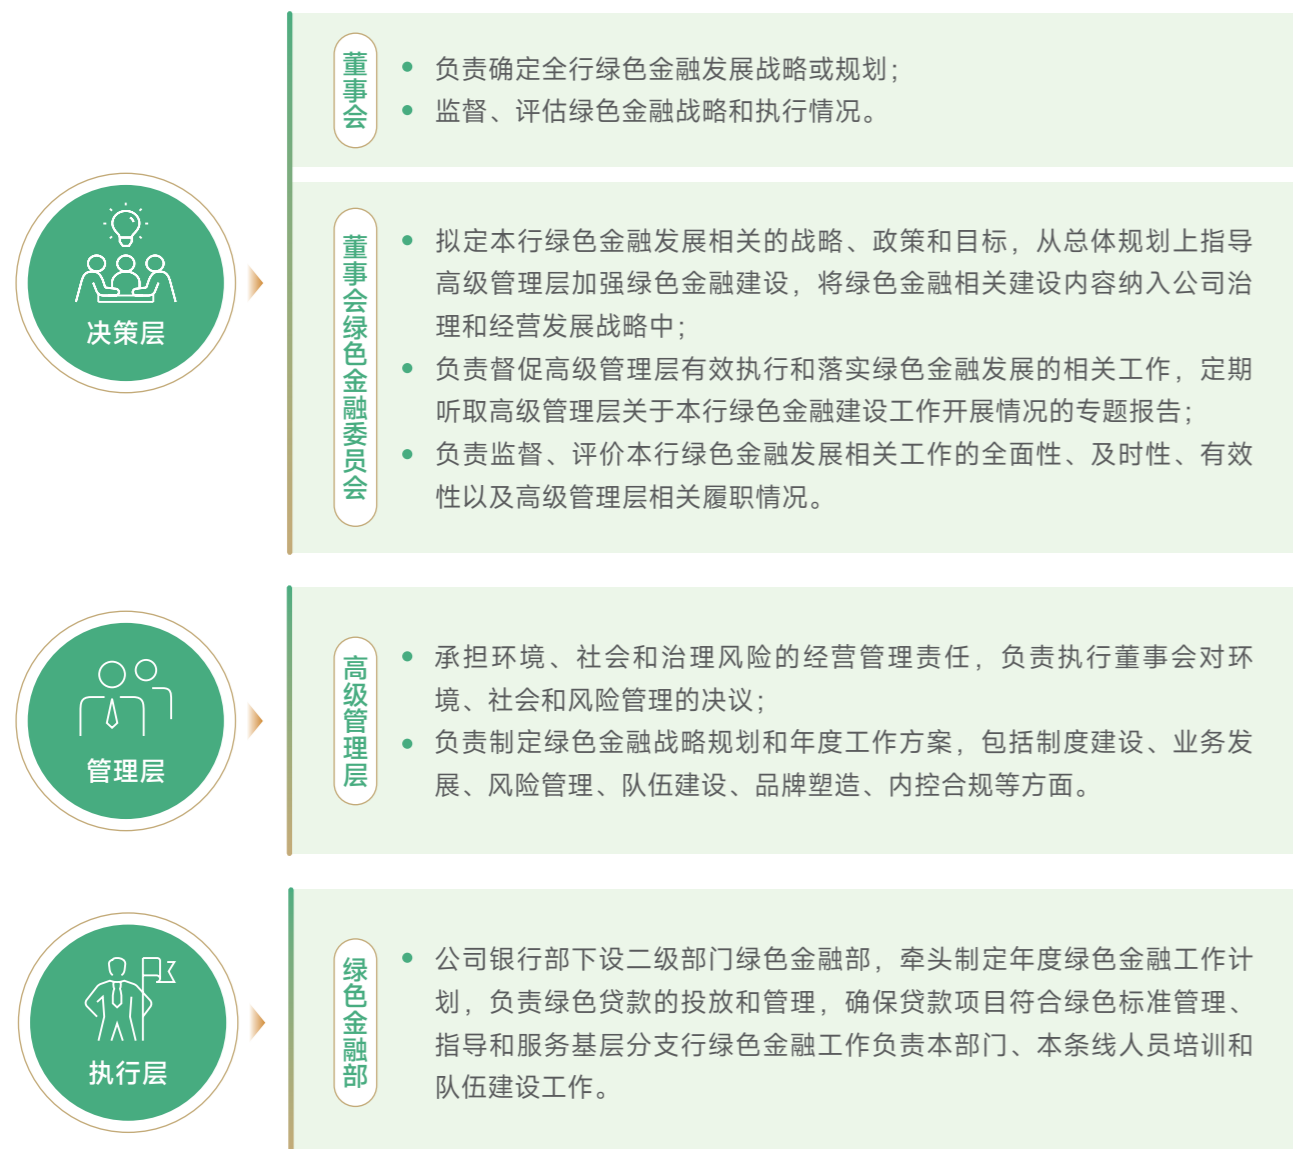 决策层
董事会
负责确定全行绿色金融发展战略或规划；
监督、评估绿色金融战略和执行情况。
董事会绿色金融委员会
拟定本行绿色金融发展相关的战略、政策和目标，从总体规划上指导
高级管理层加强绿色金融建设，将绿色金融相关建设内容纳入公司治
理和经营发展战略中；
负责督促高级管理层有效执行和落实绿色金融发展的相关工作，定期
听取高级管理层关于本行绿色金融建设工作开展情况的专题报告；
负责监督、评价本行绿色金融发展相关工作的全面性、及时性、有效
性以及高级管理层相关履职情况。
管理层
高级管理层
承担环境、社会和治理风险的经营管理责任，负责执行董事会对环
境、社会和风险管理的决议；
负责制定绿色金融战略规划和年度工作方案，包括制度建设、业务发
展、风险管理、队伍建设、品牌塑造、内控合规等方面。
执行层
绿色金融部
公司银行部下设二级部门绿色金融部，牵头制定年度绿色金融工作计
划，负责绿色贷款的投放和管理，确保贷款项目符合绿色标准管理、
指导和服务基层分支行绿色金融工作负责本部门、本条线人员培训和
队伍建设工作。